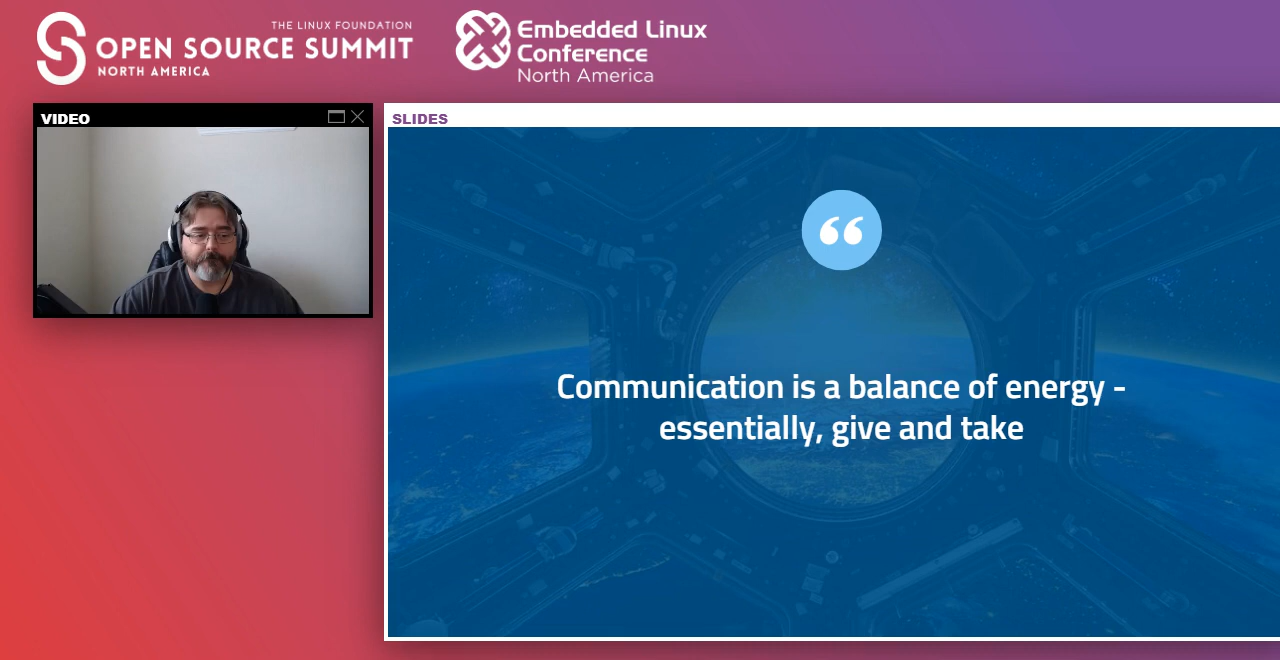 THE LINUX FOUNDATION
OPEN SOURCE SUMMIT
NORTH AMERICA
Embedded Linux
Conference
North America
VIDEO
SLIDES
“
Communication is a balance of energy -
essentially, give and take